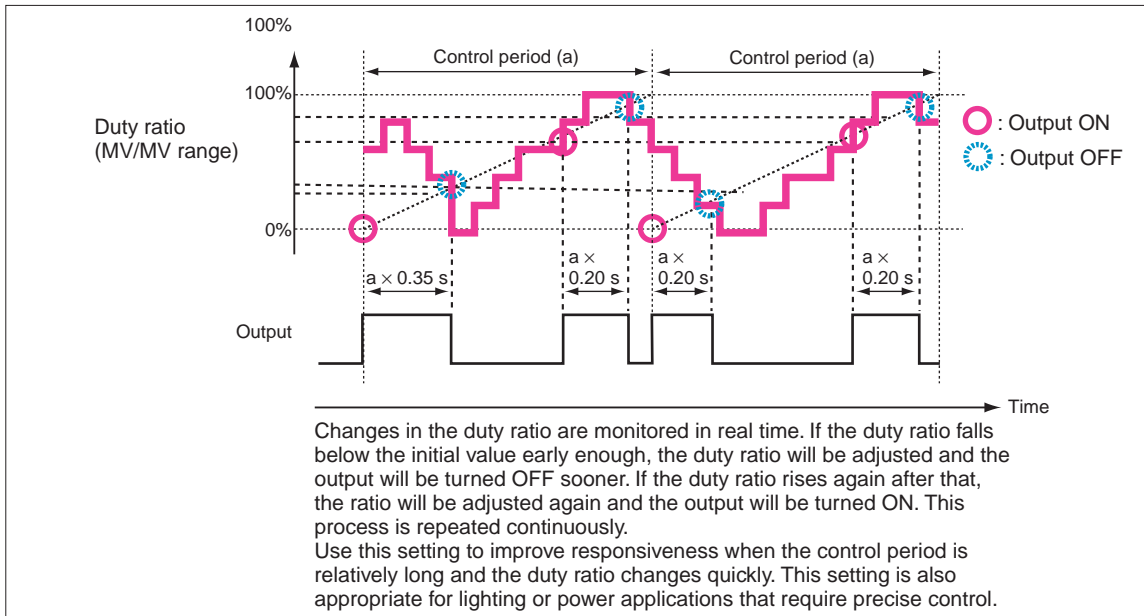 100%
Control period (a)
Control period (a)
100%
Duty ratio
(MV/MV range)
: Output ON
: Output OFF
0%
a × 0.35 s
a ×
0.20 s
a ×
0.20 s
a ×
0.20 s
Output
Time
Changes in the duty ratio are monitored in real time. If the duty ratio falls
below the initial value early enough, the duty ratio will be adjusted and the
output will be turned OFF sooner. If the duty ratio rises again after that,
the ratio will be adjusted again and the output will be turned ON. This
process is repeated continuously.
Use this setting to improve responsiveness when the control period is
relatively long and the duty ratio changes quickly. This setting is also
appropriate for lighting or power applications that require precise control.